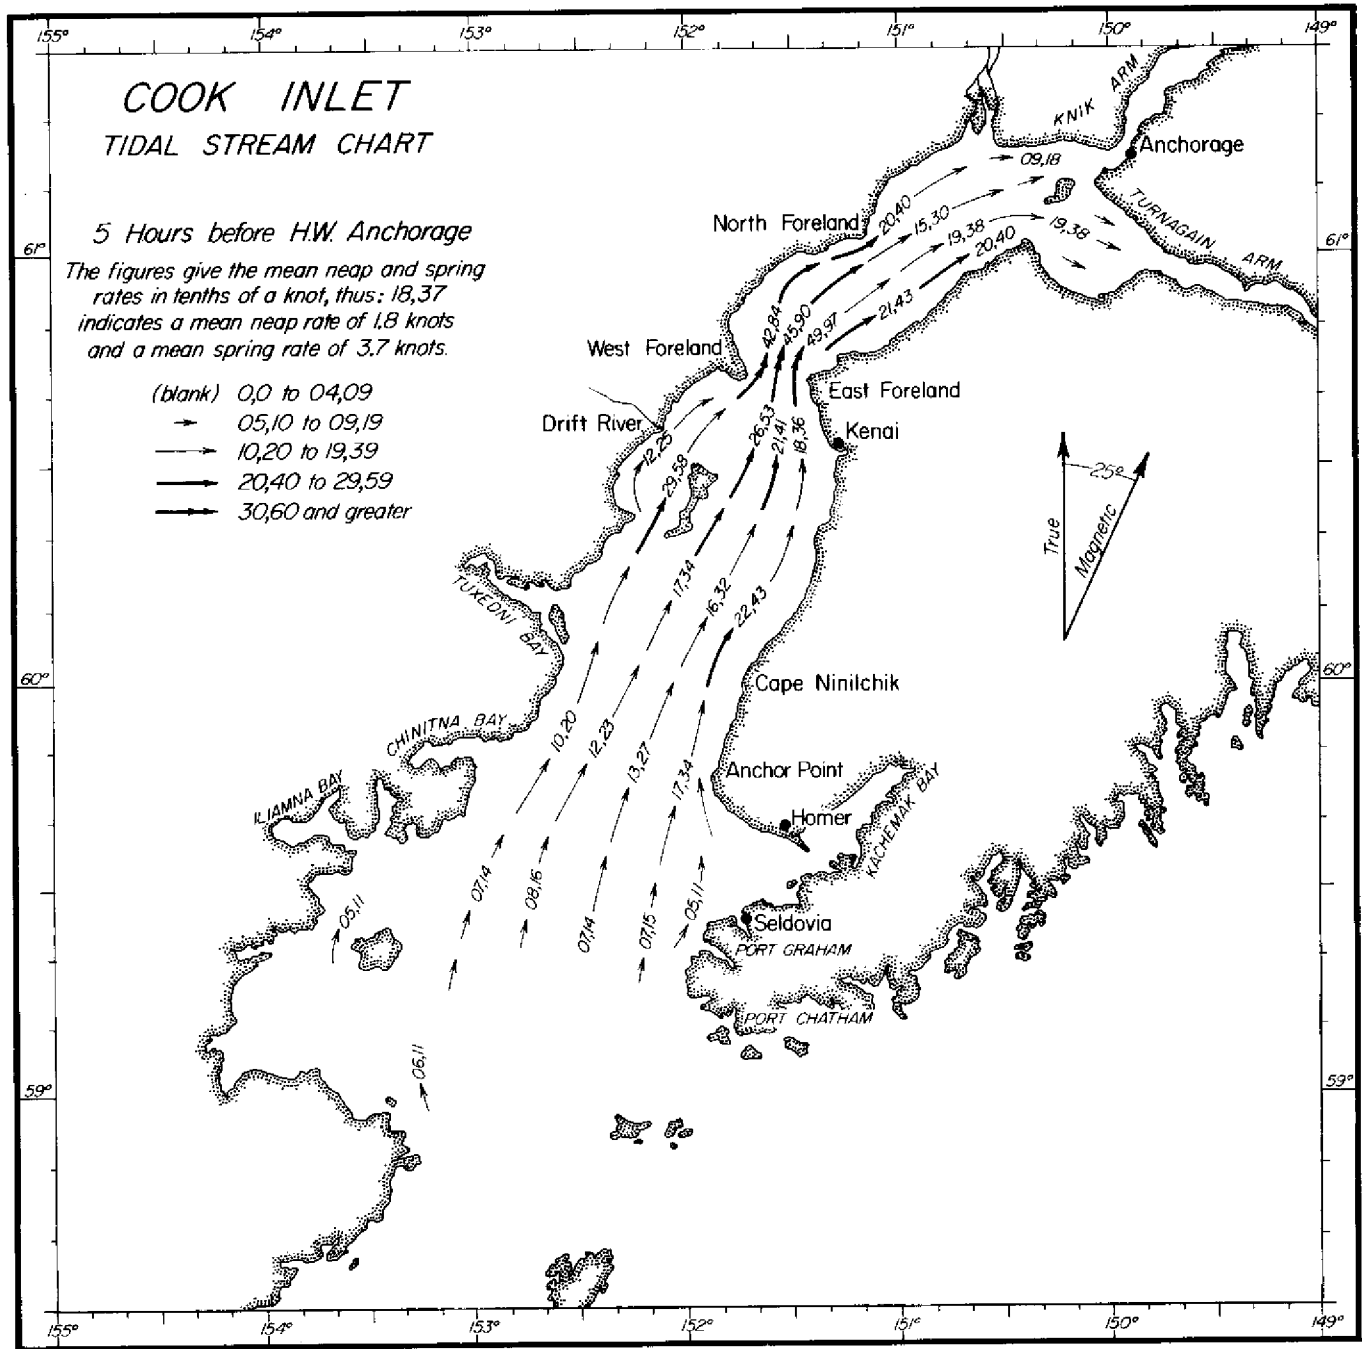 155°
154°
153°
152°
151°
150°
149°
COOK INLET
TIDAL STREAM CHART
5 Hours before H.W. Anchorage
The figures give the mean neap and spring
rates in tenths of a knot, thus: 18,37
indicates a mean neap rate of 1.8 knots
and a mean spring rate of 3.7 knots.
(blank) 0,0 to 04,09
05,10 to 09,19
10,20 to 19,39
20,40 to 29,59
30,60 and greater
KNIK ARM
Anchorage
09,18
TURNAGAIN ARM
North Foreland
20,40
15,30
19,38
20,40
19,38
61°
61°
21,43
42,84
45,90
49,97
West Foreland
East Foreland
Drift River
Kenai
12,25
29,58
26,53
21,41
18,36
25°
True
Magnetic
TUXEDNI BAY
17,34
16,32
22,43
60°
60°
Cape Ninilchik
CHINITNA BAY
10,20
12,23
13,27
17,34
Anchor Point
ILIAMNA BAY
Homer
KACHEMAK BAY
07,14
08,16
07,14
07,15
05,11
05,11
Seldovia
PORT GRAHAM
PORT CHATHAM
06,11
59°
59°
155°
154°
153°
152°
151°
150°
149°